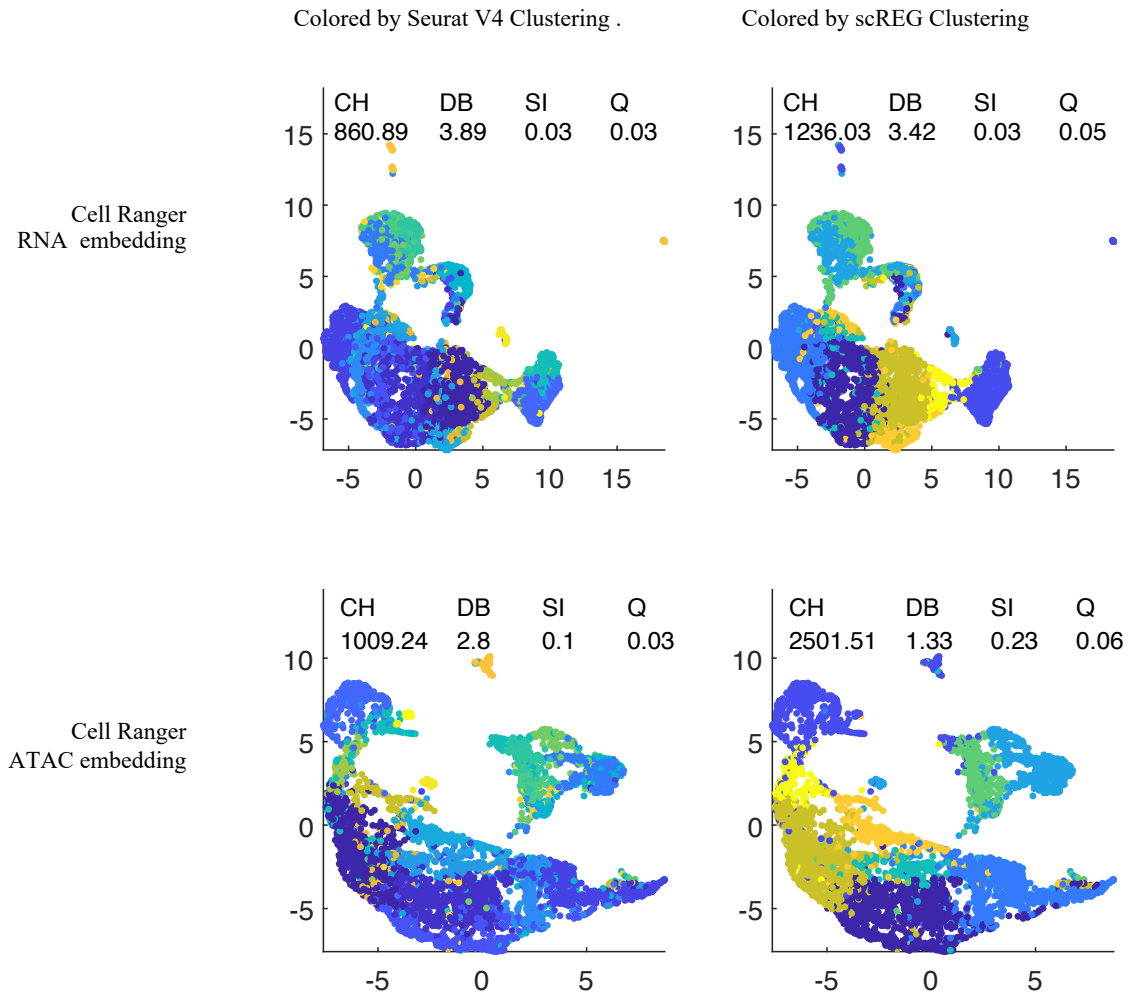 Colored by Seurat V4 Clustering .
Colored by scREG Clustering
Cell Ranger
RNA embedding
CH DB SI Q
860.89 3.89 0.03 0.03
15
10
5
0
-5
-5 0 5 10 15
CH DB SI Q
1236.03 3.42 0.03 0.05
15
10
5
0
-5
-5 0 5 10 15
Cell Ranger
ATAC embedding
CH DB SI Q
1009.24 2.8 0.1 0.03
10
5
0
-5
-5 0 5
CH DB SI Q
2501.51 1.33 0.23 0.06
10
5
0
-5
-5 0 5